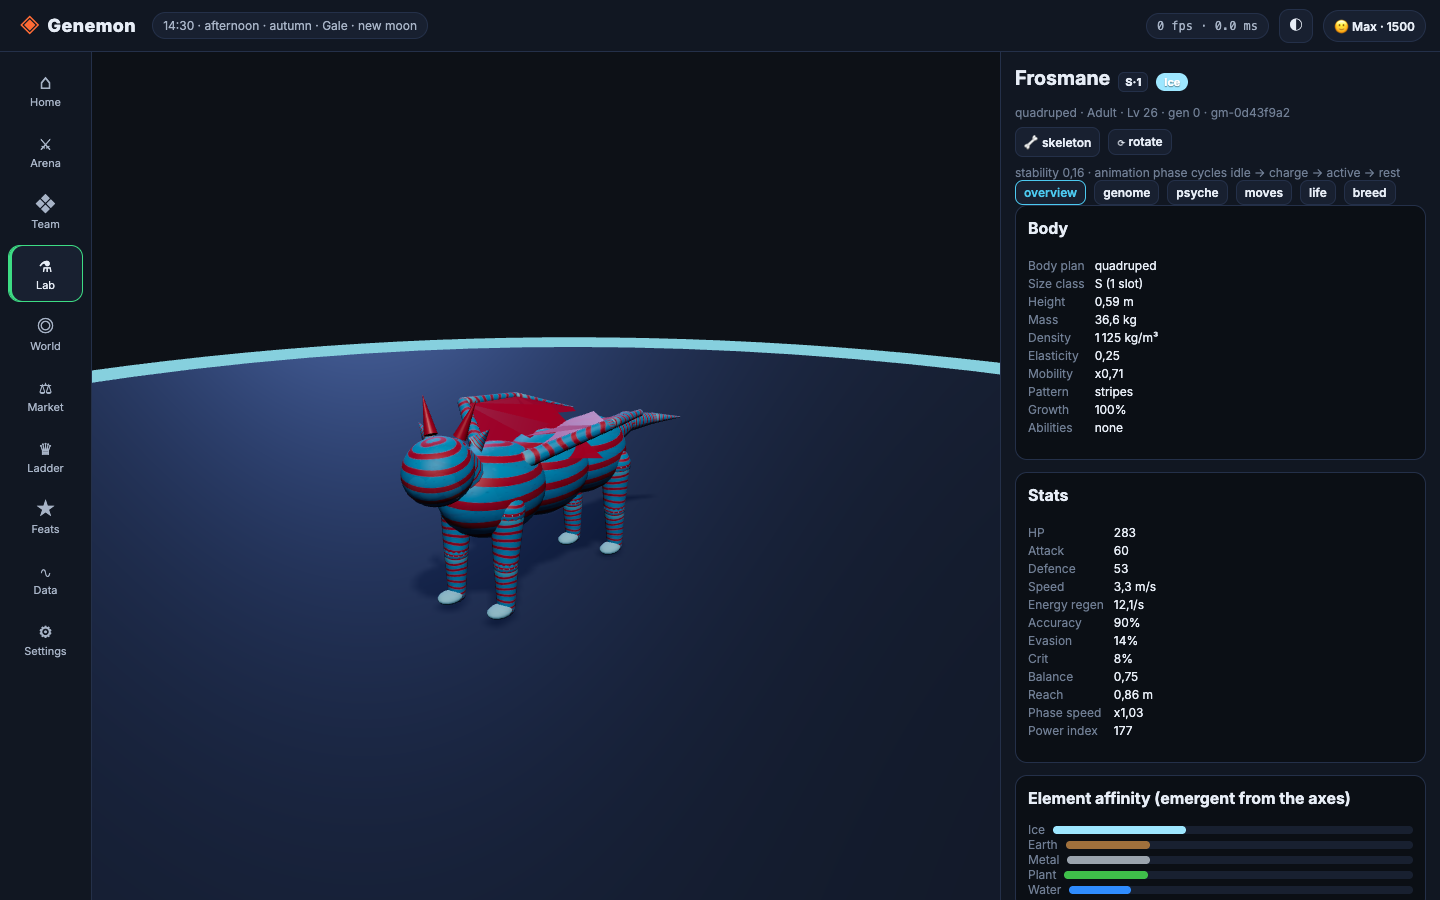 Genemon
14:30 · afternoon · autumn · Gale · new moon
0 fps · 0.0 ms
Max · 1500
Home
Arena
Team
Lab
World
Market
Ladder
Feats
Data
Settings
Frosmane S·1 Ice
quadruped · Adult · Lv 26 · gen 0 · gm-0d43f9a2
skeleton
rotate
stability 0,16 · animation phase cycles idle → charge → active → rest
overview genome psyche moves life breed
Body
Body plan quadruped
Size class S (1 slot)
Height 0,59 m
Mass 36,6 kg
Density 1 125 kg/m³
Elasticity 0,25
Mobility x0,71
Pattern stripes
Growth 100%
Abilities none
Stats
HP 283
Attack 60
Defence 53
Speed 3,3 m/s
Energy regen 12,1/s
Accuracy 90%
Evasion 14%
Crit 8%
Balance 0,75
Reach 0,86 m
Phase speed x1,03
Power index 177
Element affinity (emergent from the axes)
Ice
Earth
Metal
Plant
Water